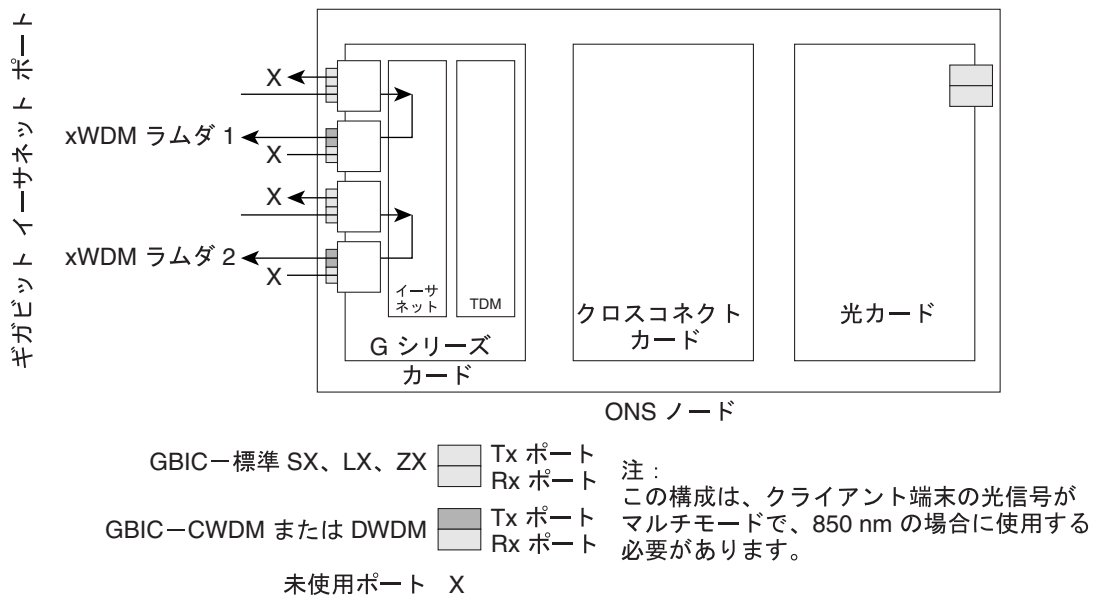 ギガビット イーサネット ポート
X
xWDM ラムダ 1
X
X
xWDM ラムダ 2
X
イーサ
ネット
TDM
G シリーズ
カード
クロスコネクト
カード
光カード
ONS ノード
GBIC－標準 SX、LX、ZX
Tx ポート
Rx ポート
GBIC－CWDM または DWDM
Tx ポート
Rx ポート
未使用ポート X
注：
この構成は、クライアント端末の光信号が
マルチモードで、850 nm の場合に使用する
必要があります。